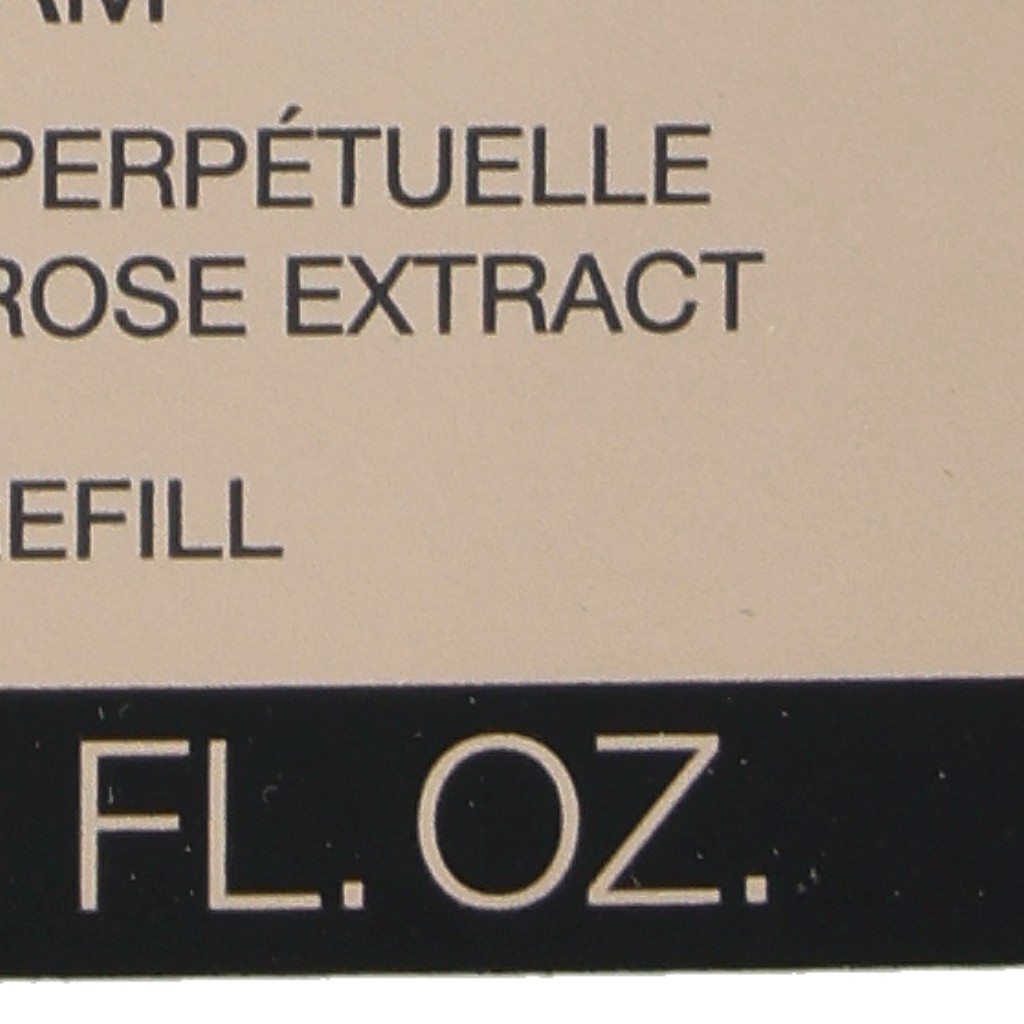 PERPÉTUELLE
ROSE EXTRACT
EFILL
FL. OZ.